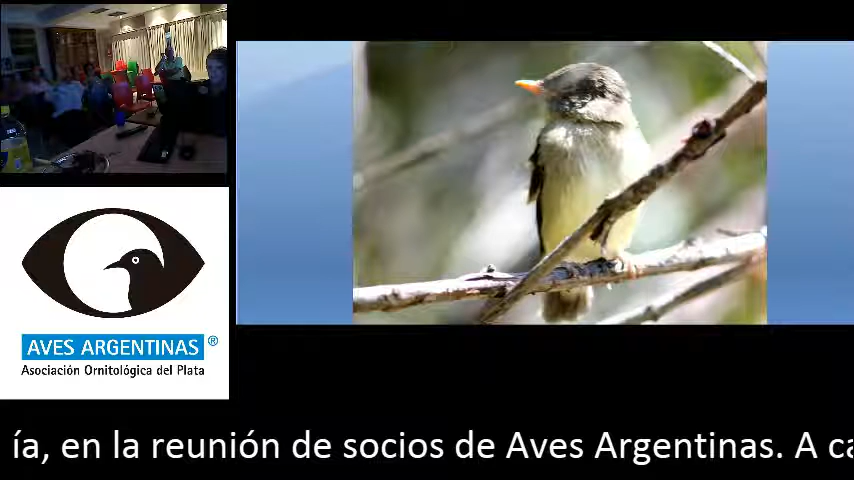 AVES ARGENTINAS ®
Asociación Ornitológica del Plata
ía, en la reunión de socios de Aves Argentinas. A ca